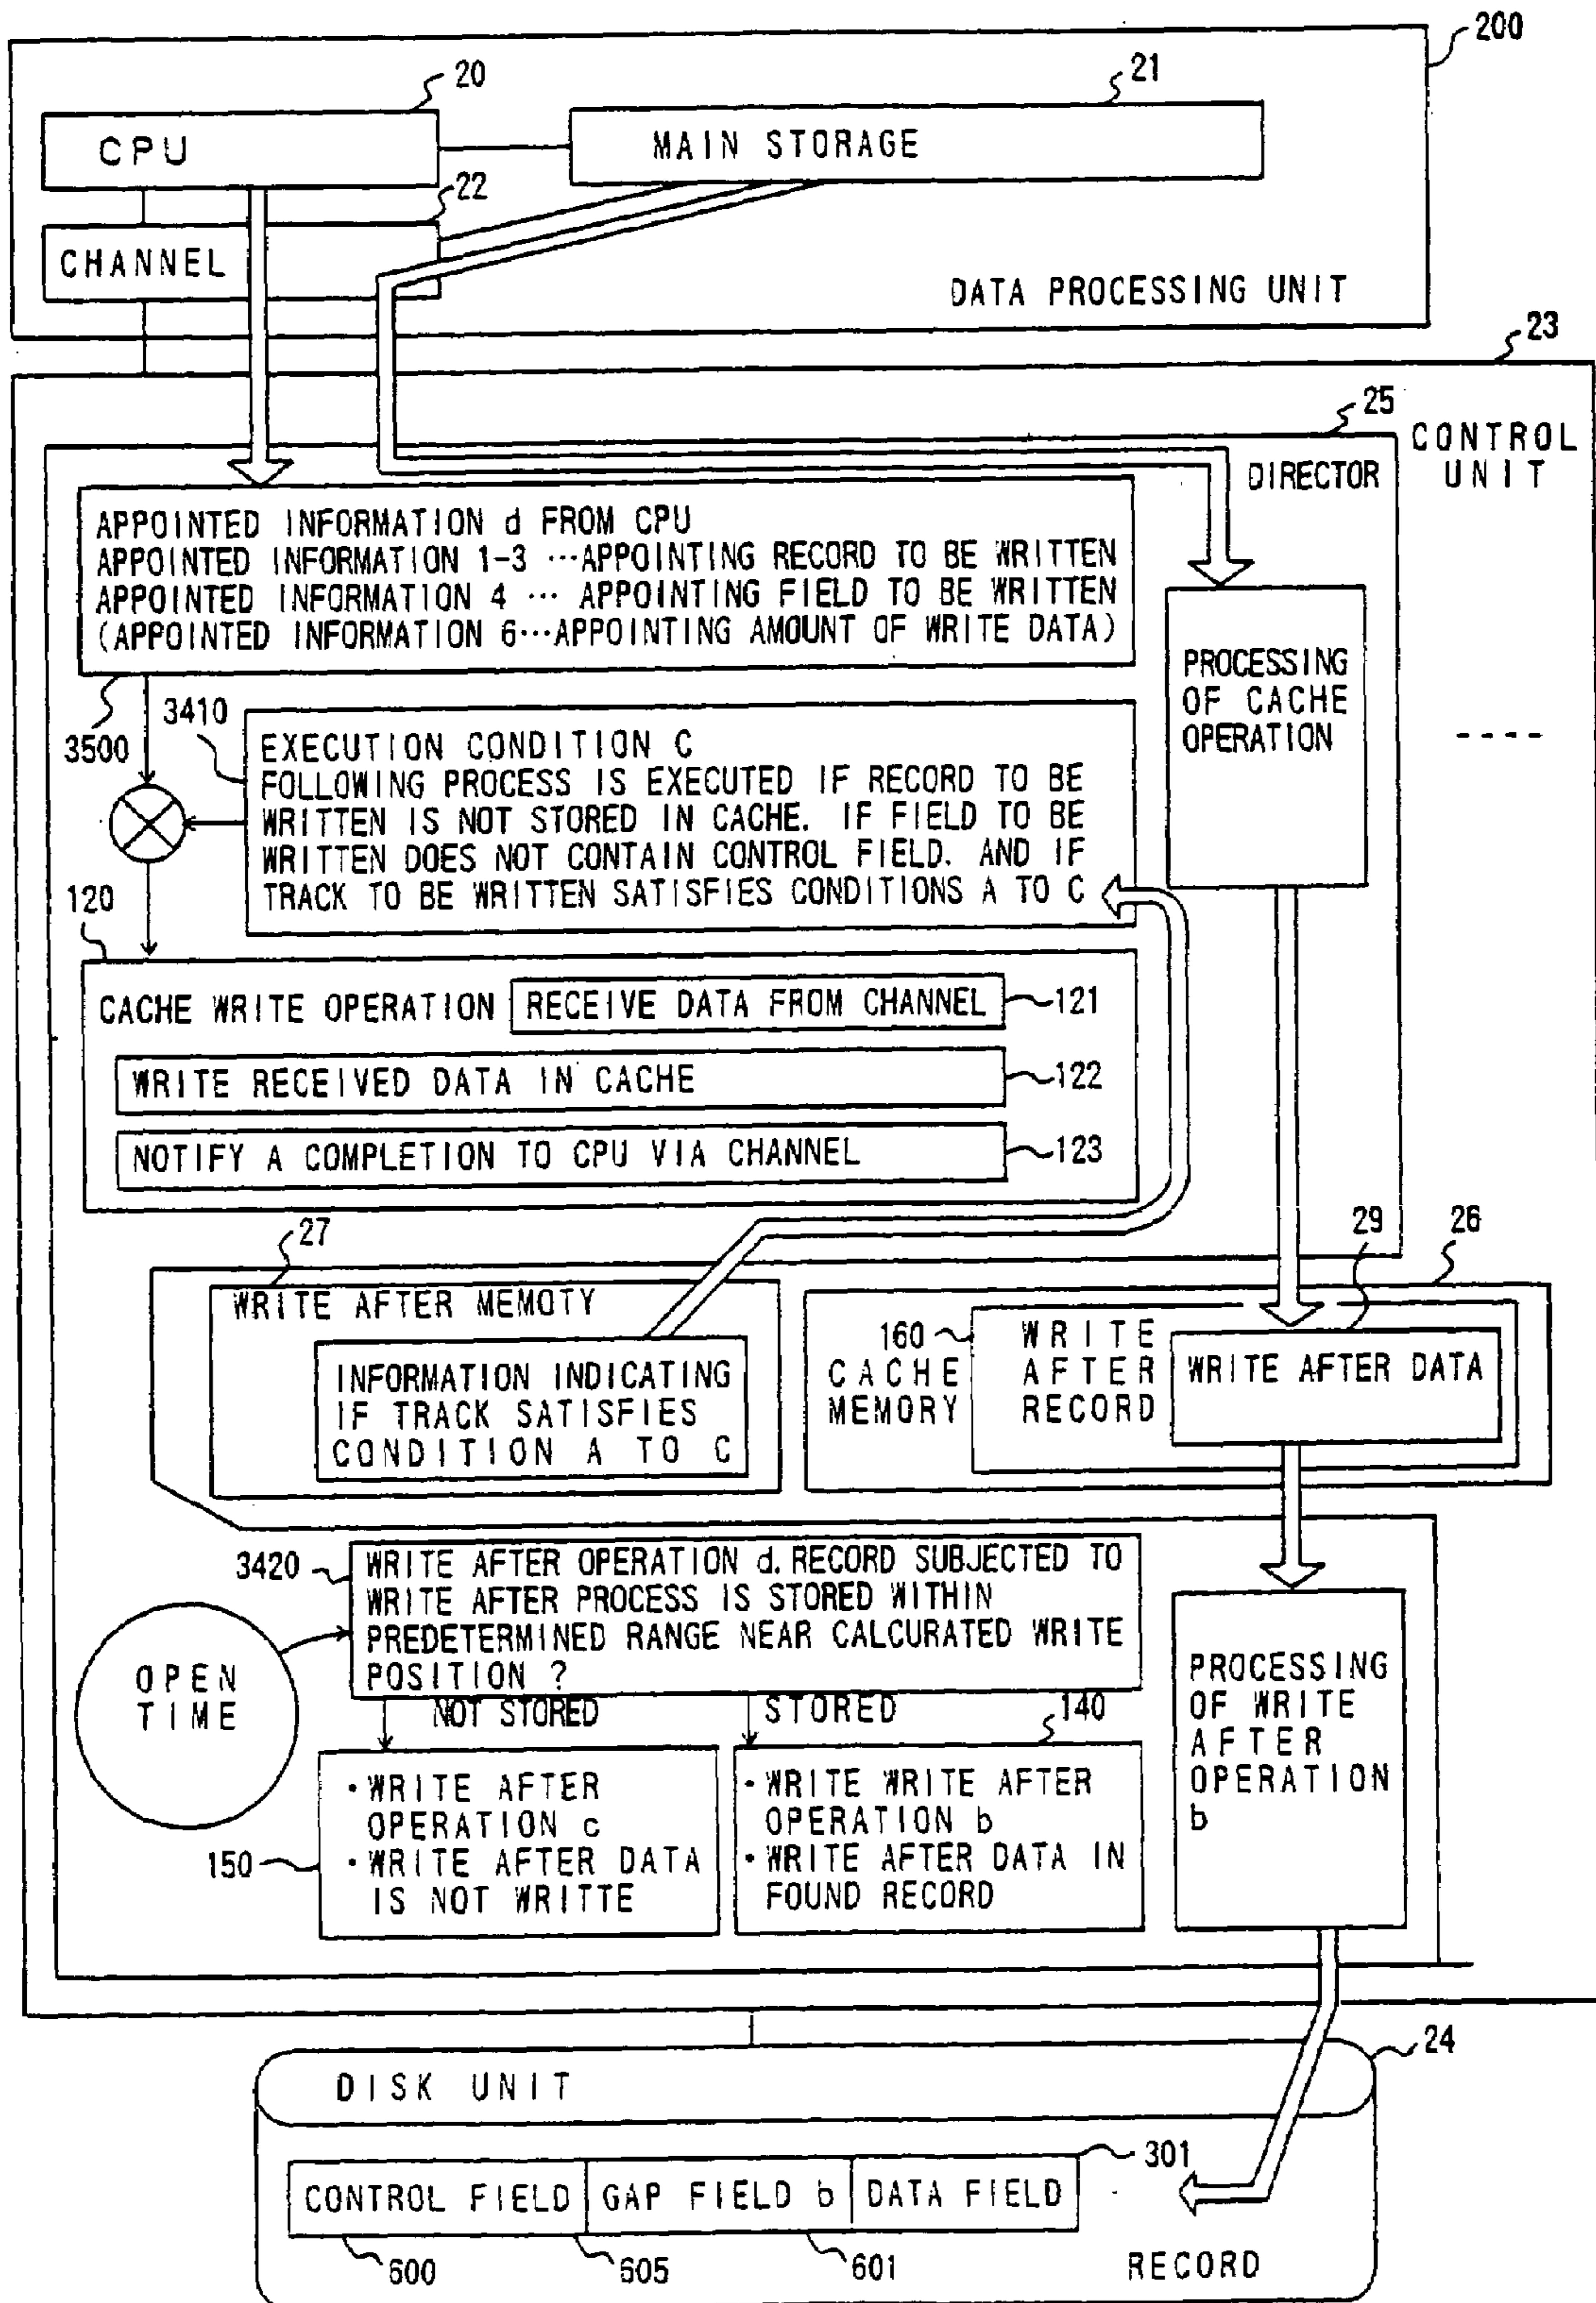 200
20
21
CPU
MAIN STORAGE
22
CHANNEL
DATA PROCESSING UNIT
23
25
CONTROL
UNIT
DIRECTOR
APPOINTED INFORMATION d FROM CPU
APPOINTED INFORMATION 1-3 ···APPOINTING RECORD TO BE WRITTEN
APPOINTED INFORMATION 4 ··· APPOINTING FIELD TO BE WRITTEN
(APPOINTED INFORMATION 6···APPOINTING AMOUNT OF WRITE DATA)
PROCESSING
OF CACHE
OPERATION
----
3500
3410
EXECUTION CONDITION C
FOLLOWING PROCESS IS EXECUTED IF RECORD TO BE
WRITTEN IS NOT STORED IN CACHE. IF FIELD TO BE
WRITTEN DOES NOT CONTAIN CONTROL FIELD. AND IF
TRACK TO BE WRITTEN SATISFIES CONDITIONS A TO C
120
CACHE WRITE OPERATION
RECEIVE DATA FROM CHANNEL
121
WRITE RECEIVED DATA IN CACHE
122
NOTIFY A COMPLETION TO CPU VIA CHANNEL
123
27
29
26
WRITE AFTER MEMOTY
INFORMATION INDICATING
IF TRACK SATISFIES
CONDITION A TO C
160
CACHE
MEMORY
WRITE
AFTER
RECORD
WRITE AFTER DATA
3420
WRITE AFTER OPERATION d. RECORD SUBJECTED TO
WRITE AFTER PROCESS IS STORED WITHIN
PREDETERMINED RANGE NEAR CALCURATED WRITE
POSITION ?
OPEN
TIME
NOT STORED
STORED
140
PROCESSING
OF WRITE
AFTER
OPERATION
b
150
·WRITE AFTER
OPERATION c
·WRITE AFTER DATA
IS NOT WRITTE
·WRITE WRITE AFTER
OPERATION b
·WRITE AFTER DATA IN
FOUND RECORD
24
DISK UNIT
301
CONTROL FIELD
GAP FIELD b
DATA FIELD
600
605
601
RECORD